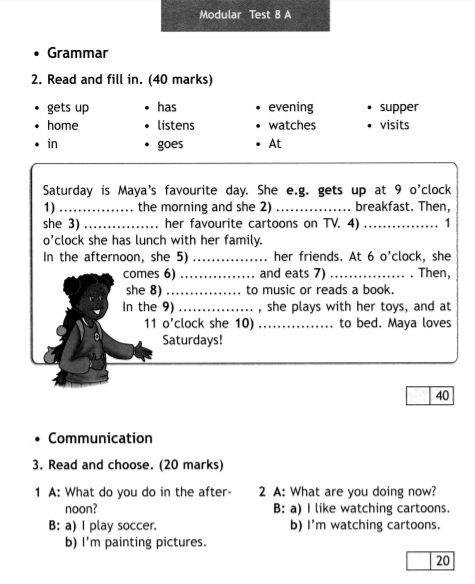 Modular Test 8 A
• Grammar
2. Read and fill in. (40 marks)
• gets up • has • evening • supper
• home • listens • watches • visits
• in • goes • At
Saturday is Maya's favourite day. She e.g. gets up at 9 o'clock
1) ................ the morning and she 2) ................ breakfast. Then,
she 3) ................ her favourite cartoons on TV. 4) ................ 1
o'clock she has lunch with her family.
In the afternoon, she 5) ................ her friends. At 6 o'clock, she
comes 6) ................ and eats 7) ................ . Then,
she 8) ................ to music or reads a book.
In the 9) ................ , she plays with her toys, and at
11 o'clock she 10) ................ to bed. Maya loves
Saturdays!
40
• Communication
3. Read and choose. (20 marks)
1 A: What do you do in the after-
noon?
B: a) I play soccer.
b) I'm painting pictures.
2 A: What are you doing now?
B: a) I like watching cartoons.
b) I'm watching cartoons.
20